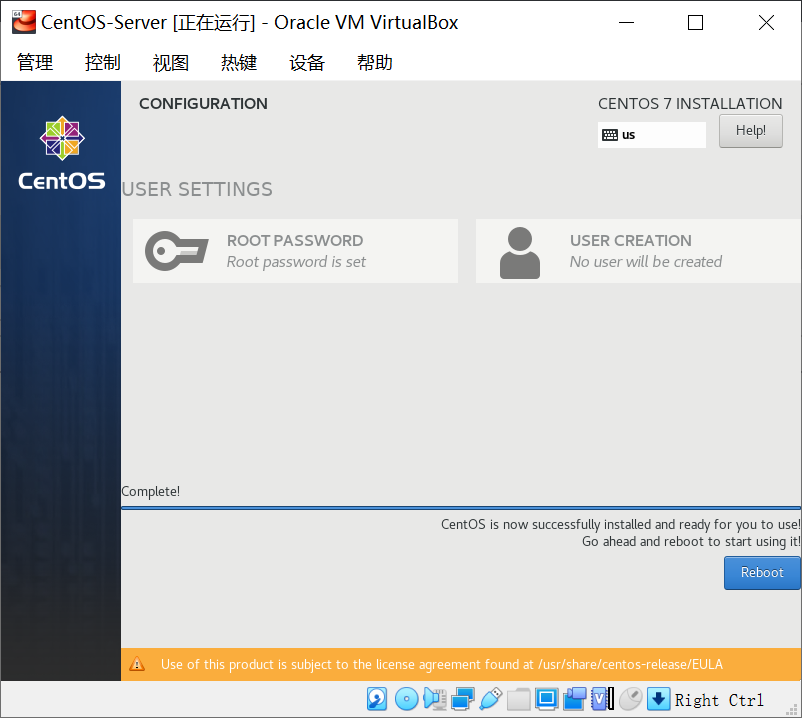 CentOS-Server [正在运行] - Oracle VM VirtualBox
管理 控制 视图 热键 设备 帮助
CONFIGURATION
CENTOS 7 INSTALLATION
us
Help!
CentOS
USER SETTINGS
ROOT PASSWORD
Root password is set
USER CREATION
No user will be created
Complete!
CentOS is now successfully installed and ready for you to use!
Go ahead and reboot to start using it!
Reboot
Use of this product is subject to the license agreement found at /usr/share/centos-release/EULA
Right Ctrl